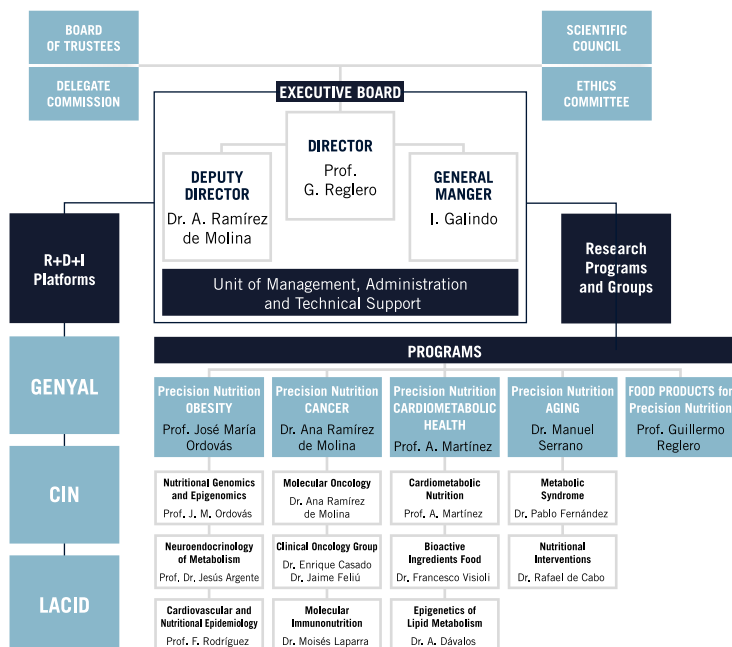 BOARD
OF TRUSTEES
SCIENTIFIC
COUNCIL
DELEGATE
COMMISSION
ETHICS
COMMITTEE
EXECUTIVE BOARD
DIRECTOR
Prof.
G. Reglero
DEPUTY
DIRECTOR
Dr. A. Ramírez
de Molina
GENERAL
MANGER
I. Galindo
Unit of Management, Administration
and Technical Support
R+D+I
Platforms
GENYAL
CIN
LACID
Research
Programs
and Groups
PROGRAMS
Precision Nutrition
OBESITY
Prof. José María
Ordovás
Nutritional Genomics
and Epigenomics
Prof. J. M. Ordovás
Neuroendocrinology
of Metabolism
Prof, Dr, Jesús Argente
Cardiovascular and
Nutritional Epidemiology
Prof. F. Rodríguez
Precision Nutrition
CANCER
Dr. Ana Ramírez
de Molina
Molecular Oncology
Dr. Ana Ramírez
de Molina
Clinical Oncology Group
Dr. Enrique Casado
Dr. Jaime Feliú
Molecular
Immunonutrition
Dr. Moisés Laparra
Precision Nutrition
CARDIOMETABOLIC
HEALTH
Prof. A. Martínez
Cardiometabolic
Nutrition
Prof. A. Martínez
Bioactive
Ingredients Food
Dr. Francesco Visioli
Epigenetics of
Lipid Metabolism
Dr. A. Dávalos
Precision Nutrition
AGING
Dr. Manuel
Serrano
Metabolic
Syndrome
Dr. Pablo Fernández
Nutritional
Interventions
Dr. Rafael de Cabo
FOOD PRODUCTS for
Precision Nutrition
Prof. Guillermo
Reglero